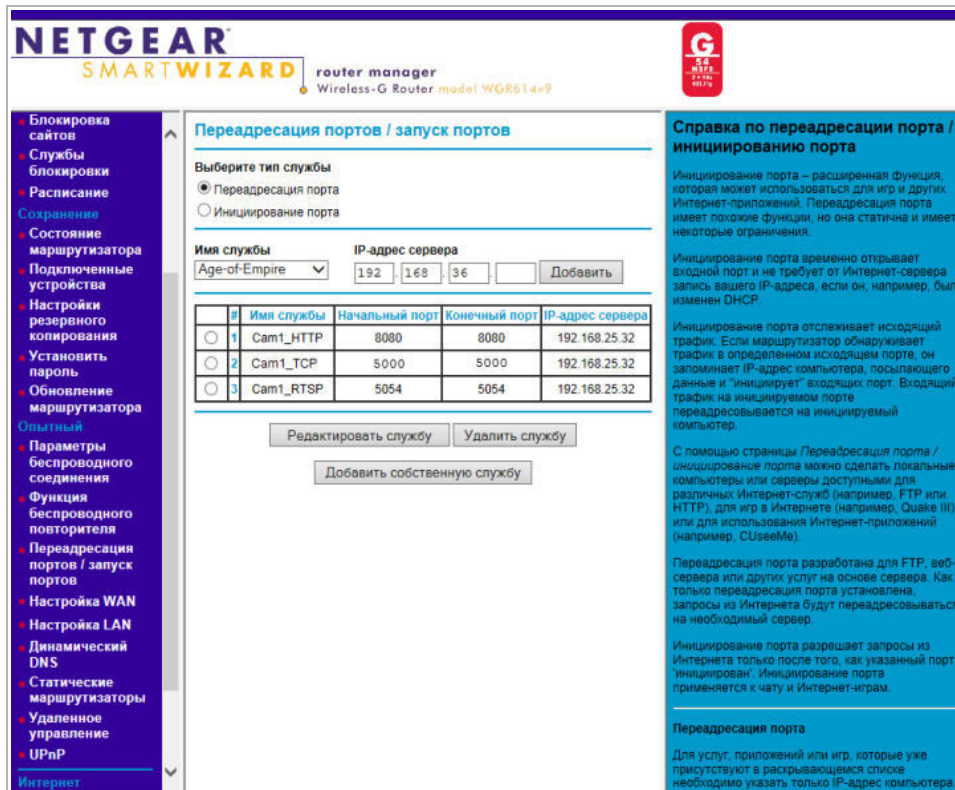 NETGEAR
SMARTWIZARD router manager
Wireless-G Router model WGR614v9
G
54
Блокировка
сайтов
Службы
блокировки
Расписание
Сохранение
Состояние
маршрутизатора
Подключенные
устройства
Настройки
резервного
копирования
Установить
пароль
Обновление
маршрутизатора
Опытный
Параметры
беспроводного
соединения
Функция
беспроводного
повторителя
Переадресация
портов / запуск
портов
Настройка WAN
Настройка LAN
Динамический
DNS
Статические
маршрутизаторы
Удаленное
управление
UPnP
Интернет
Переадресация портов / запуск портов
Выберите тип службы
Переадресация порта
Инициирование порта
Имя службы IP-адрес сервера
Age-of-Empire 192 . 168 . 36 . Добавить
# Имя службы Начальный порт Конечный порт IP-адрес сервера
1 Cam1_HTTP 8080 8080 192.168.25.32
2 Cam1_TCP 5000 5000 192.168.25.32
3 Cam1_RTSP 5054 5054 192.168.25.32
Редактировать службу Удалить службу
Добавить собственную службу
Справка по переадресации порта /
инициированию порта
Инициирование порта – расширенная функция,
которая может использоваться для игр и других
Интернет-приложений. Переадресация порта
имеет похожие функции, но она статична и имеет
некоторые ограничения.
Инициирование порта временно открывает
входной порт и не требует от Интернет-сервера
запись вашего IP-адреса, если он, например, был
изменен DHCP.
Инициирование порта отслеживает исходящий
трафик. Если маршрутизатор обнаруживает
трафик в определенном исходящем порте, он
запоминает IP-адрес компьютера, посылающего
данные и "инициирует" входящих порт. Входящий
трафик на инициируемом порте
переадресовывается на инициируемый
компьютер.
С помощью страницы Переадресация порта /
инициирование порта можно сделать локальные
компьютеры или серверы доступными для
различных Интернет-служб (например, FTP или
HTTP), для игр в Интернете (например, Quake III)
или для использования Интернет-приложений
(например, CUseeMe).
Переадресация порта разработана для FTP, веб-
сервера или других услуг на основе сервера. Как
только переадресация порта установлена,
запросы из Интернета будут переадресовываться
на необходимый сервер.
Инициирование порта разрешает запросы из
Интернета только после того, как указанный порт
'инициирован'. Инициирование порта
применяется к чату и Интернет-играм.
Переадресация порта
Для услуг, приложений или игр, которые уже
присутствуют в раскрывающемся списке
необходимо указать только IP-адрес компьютера